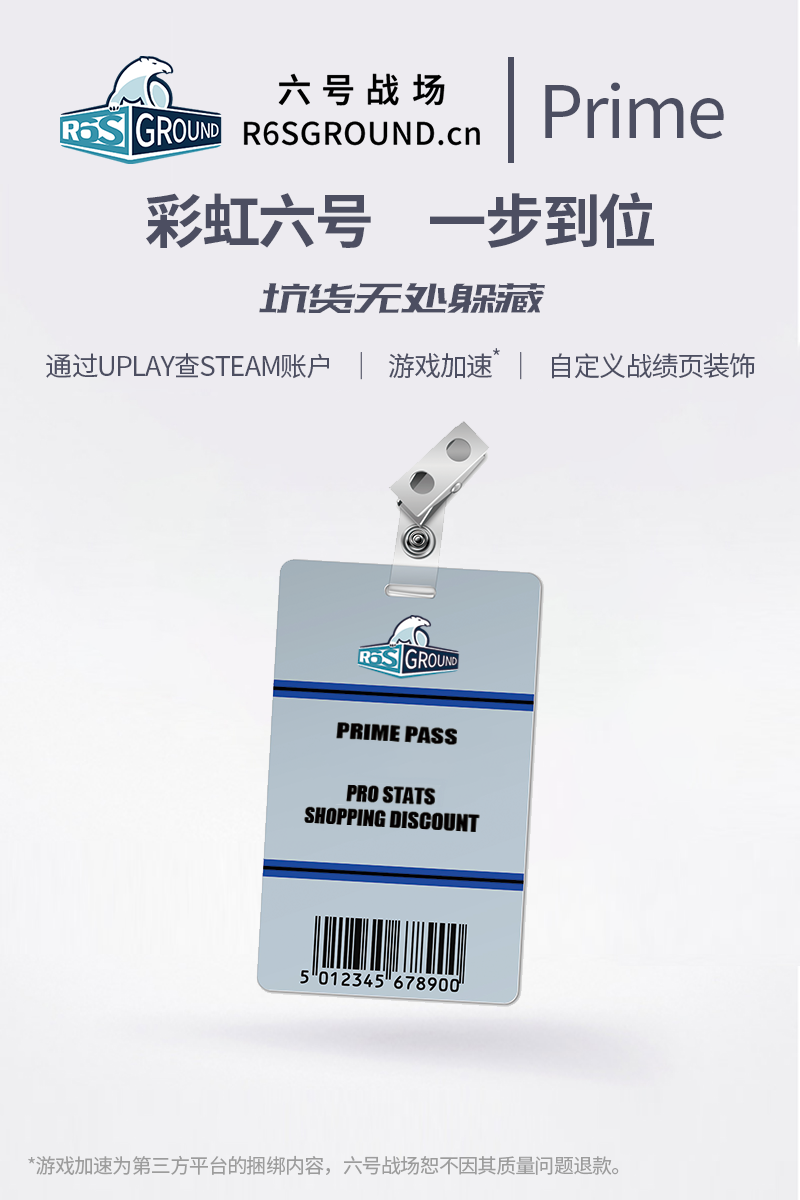 R6S GROUND
六号战场
R6SGROUND.cn
Prime
彩虹六号 一步到位
坑货无处躲藏
通过UPLAY查STEAM账户 | 游戏加速* | 自定义战绩页装饰
R6S GROUND
PRIME PASS
PRO STATS
SHOPPING DISCOUNT
5 012345 678900
*游戏加速为第三方平台的捆绑内容，六号战场恕不因其质量问题退款。